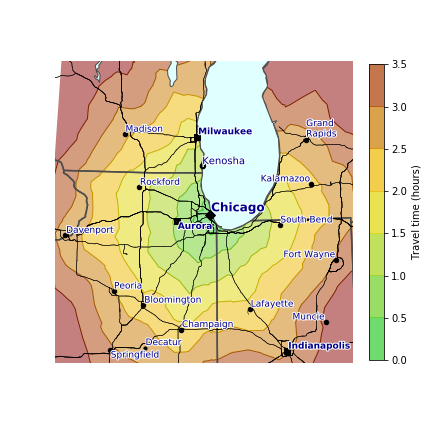 Madison
Milwaukee
Grand
Rapids
Kenosha
Rockford
Kalamazoo
Chicago
Aurora
South Bend
Davenport
Fort Wayne
Peoria
Bloomington
Lafayette
Muncie
Champaign
Decatur
Springfield
Indianapolis
3.5
3.0
2.5
2.0
1.5
1.0
0.5
0.0
Travel time (hours)